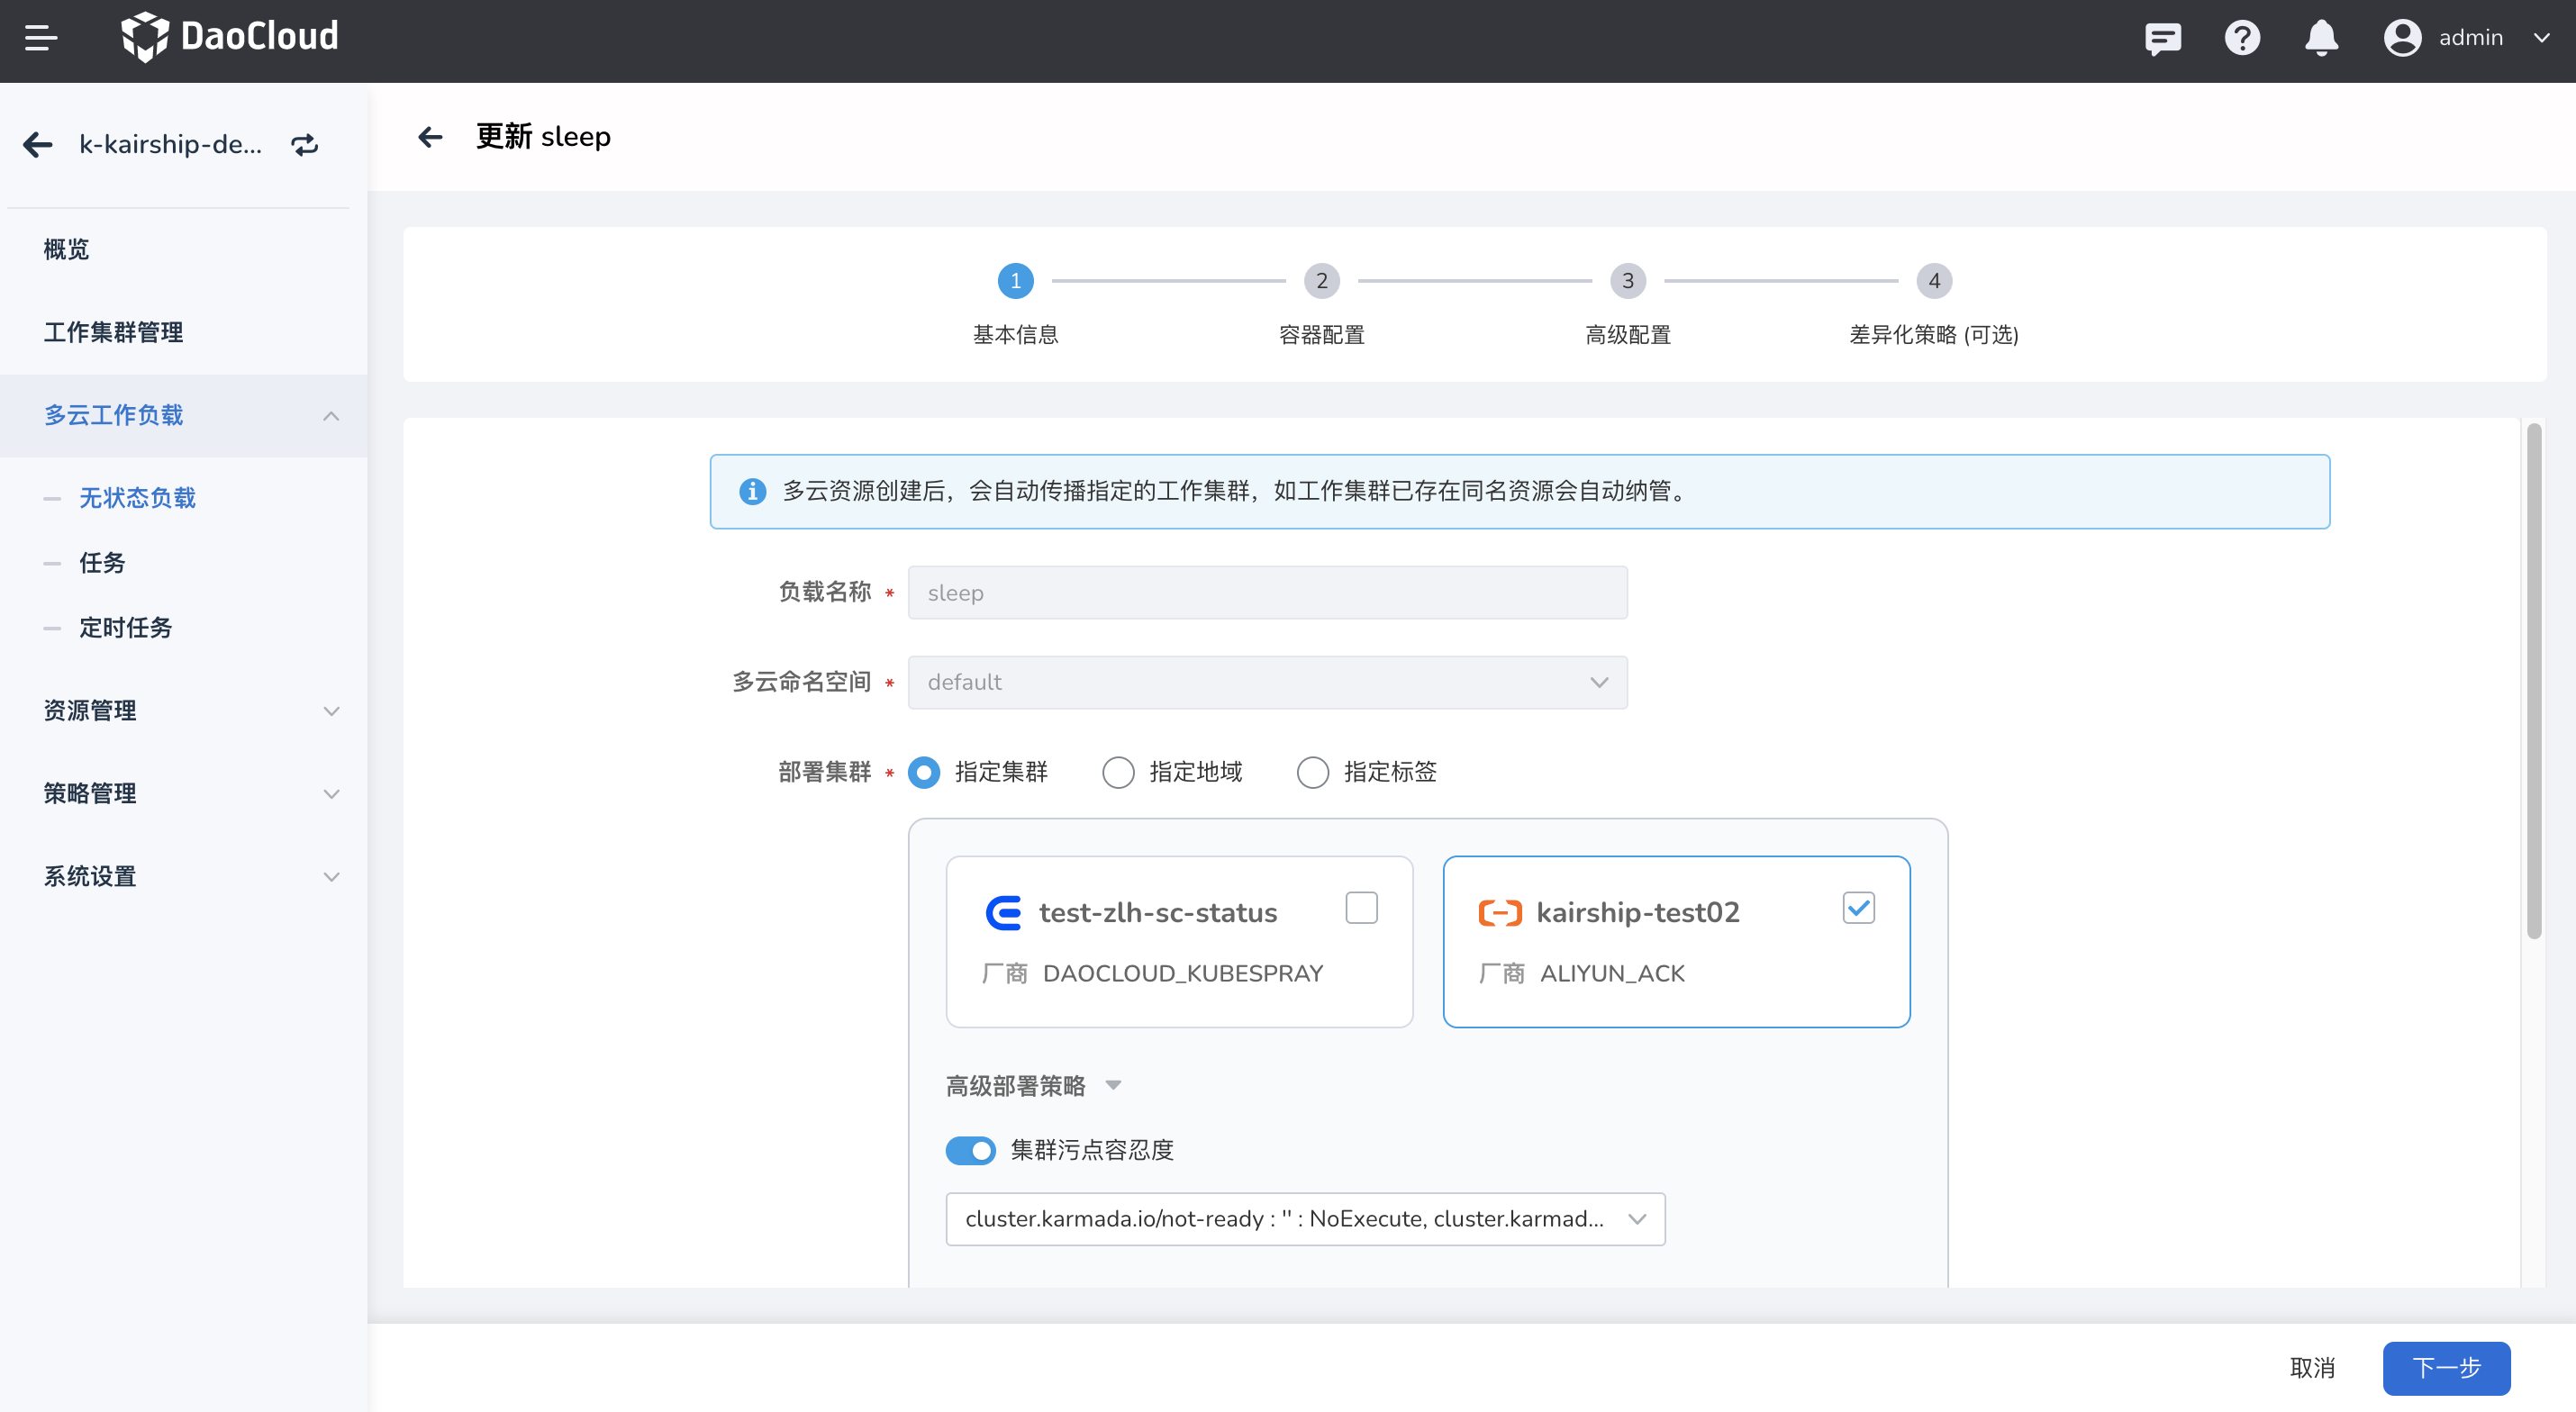 DaoCloud
admin
k-kairship-de...
概览
工作集群管理
多云工作负载
无状态负载
任务
定时任务
资源管理
策略管理
系统设置
更新 sleep
1
2
3
4
基本信息
容器配置
高级配置
差异化策略 (可选)
多云资源创建后，会自动传播指定的工作集群，如工作集群已存在同名资源会自动纳管。
负载名称 * sleep
多云命名空间 * default
部署集群 * 指定集群 指定地域 指定标签
test-zlh-sc-status
厂商 DAOCLOUD_KUBESPRAY
kairship-test02
厂商 ALIYUN_ACK
高级部署策略
集群污点容忍度
cluster.karmada.io/not-ready : '' : NoExecute, cluster.karmad...
取消
下一步